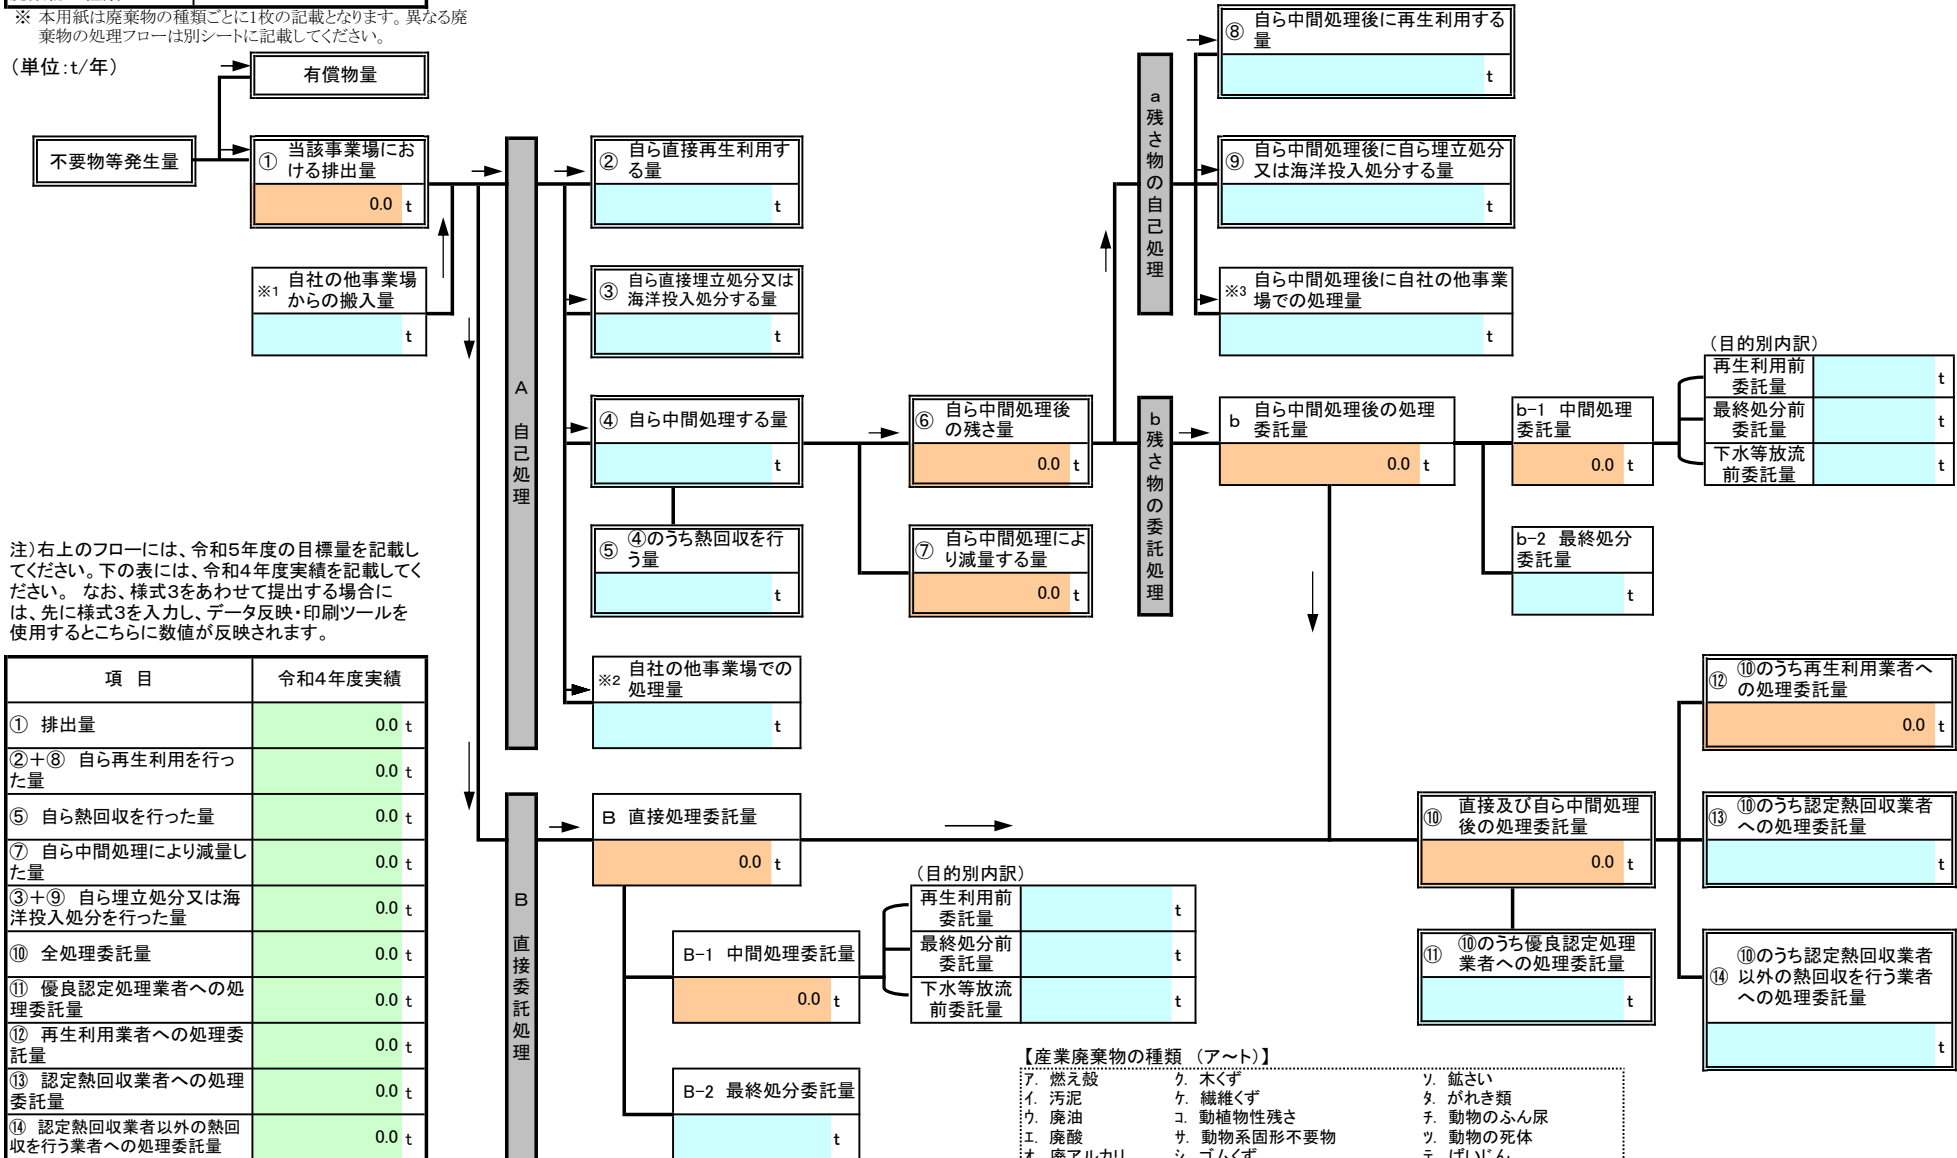 ※ 本用紙は廃棄物の種類ごとに1枚の記載となります。異なる廃
棄物の処理フローは別シートに記載してください。
（単位:t/年）
有償物量
不要物等発生量
① 当該事業場にお
ける排出量
0.0 t
※1 自社の他事業場
からの搬入量
t
A 自己処理
② 自ら直接再生利用す
る量
t
③ 自ら直接埋立処分又は
海洋投入処分する量
t
④ 自ら中間処理する量
t
⑤ ④のうち熱回収を行
う量
t
※2 自社の他事業場での
処理量
t
⑥ 自ら中間処理後
の残さ量
0.0 t
⑦ 自ら中間処理によ
り減量する量
0.0 t
a残さ物の自己処理
⑧ 自ら中間処理後に再生利用する
量
t
⑨ 自ら中間処理後に自ら埋立処分
又は海洋投入処分する量
t
※3 自ら中間処理後に自社の他事業
場での処理量
t
b残さ物の委託処理
b 自ら中間処理後の処理
委託量
0.0 t
b-1 中間処理
委託量
0.0 t
（目的別内訳）
再生利用前
委託量
t
最終処分前
委託量
t
下水等放流
前委託量
t
b-2 最終処分
委託量
t
注）右上のフローには、令和5年度の目標量を記載し
てください。下の表には、令和4年度実績を記載してく
ださい。 なお、様式3をあわせて提出する場合に
は、先に様式3を入力し、データ反映・印刷ツールを
使用するとこちらに数値が反映されます。
項 目 令和4年度実績
① 排出量 0.0 t
②＋⑧ 自ら再生利用を行っ
た量 0.0 t
⑤ 自ら熱回収を行った量 0.0 t
⑦ 自ら中間処理により減量し
た量 0.0 t
③＋⑨ 自ら埋立処分又は海
洋投入処分を行った量 0.0 t
⑩ 全処理委託量 0.0 t
⑪ 優良認定処理業者への処
理委託量 0.0 t
⑫ 再生利用業者への処理委
託量 0.0 t
⑬ 認定熱回収業者への処理
委託量 0.0 t
⑭ 認定熱回収業者以外の熱回
収を行う業者への処理委託量 0.0 t
B 直接委託処理
B 直接処理委託量
0.0 t
B-1 中間処理委託量
0.0 t
（目的別内訳）
再生利用前
委託量
t
最終処分前
委託量
t
下水等放流
前委託量
t
B-2 最終処分委託量
t
⑩ 直接及び自ら中間処理
後の処理委託量
0.0 t
⑪ ⑩のうち優良認定処理
業者への処理委託量
t
⑫ ⑩のうち再生利用業者へ
の処理委託量
0.0 t
⑬ ⑩のうち認定熱回収業者
への処理委託量
t
⑭ ⑩のうち認定熱回収業者
以外の熱回収を行う業者
への処理委託量
t
【産業廃棄物の種類 （ア～ト）】
ア. 燃え殻 ク. 木くず ソ. 鉱さい
イ. 汚泥 ケ. 繊維くず タ. がれき類
ウ. 廃油 コ. 動植物性残さ チ. 動物のふん尿
エ. 廃酸 サ. 動物系固形不要物 ツ. 動物の死体
オ. 廃アルカリ シ. ゴムくず テ. ばいじん